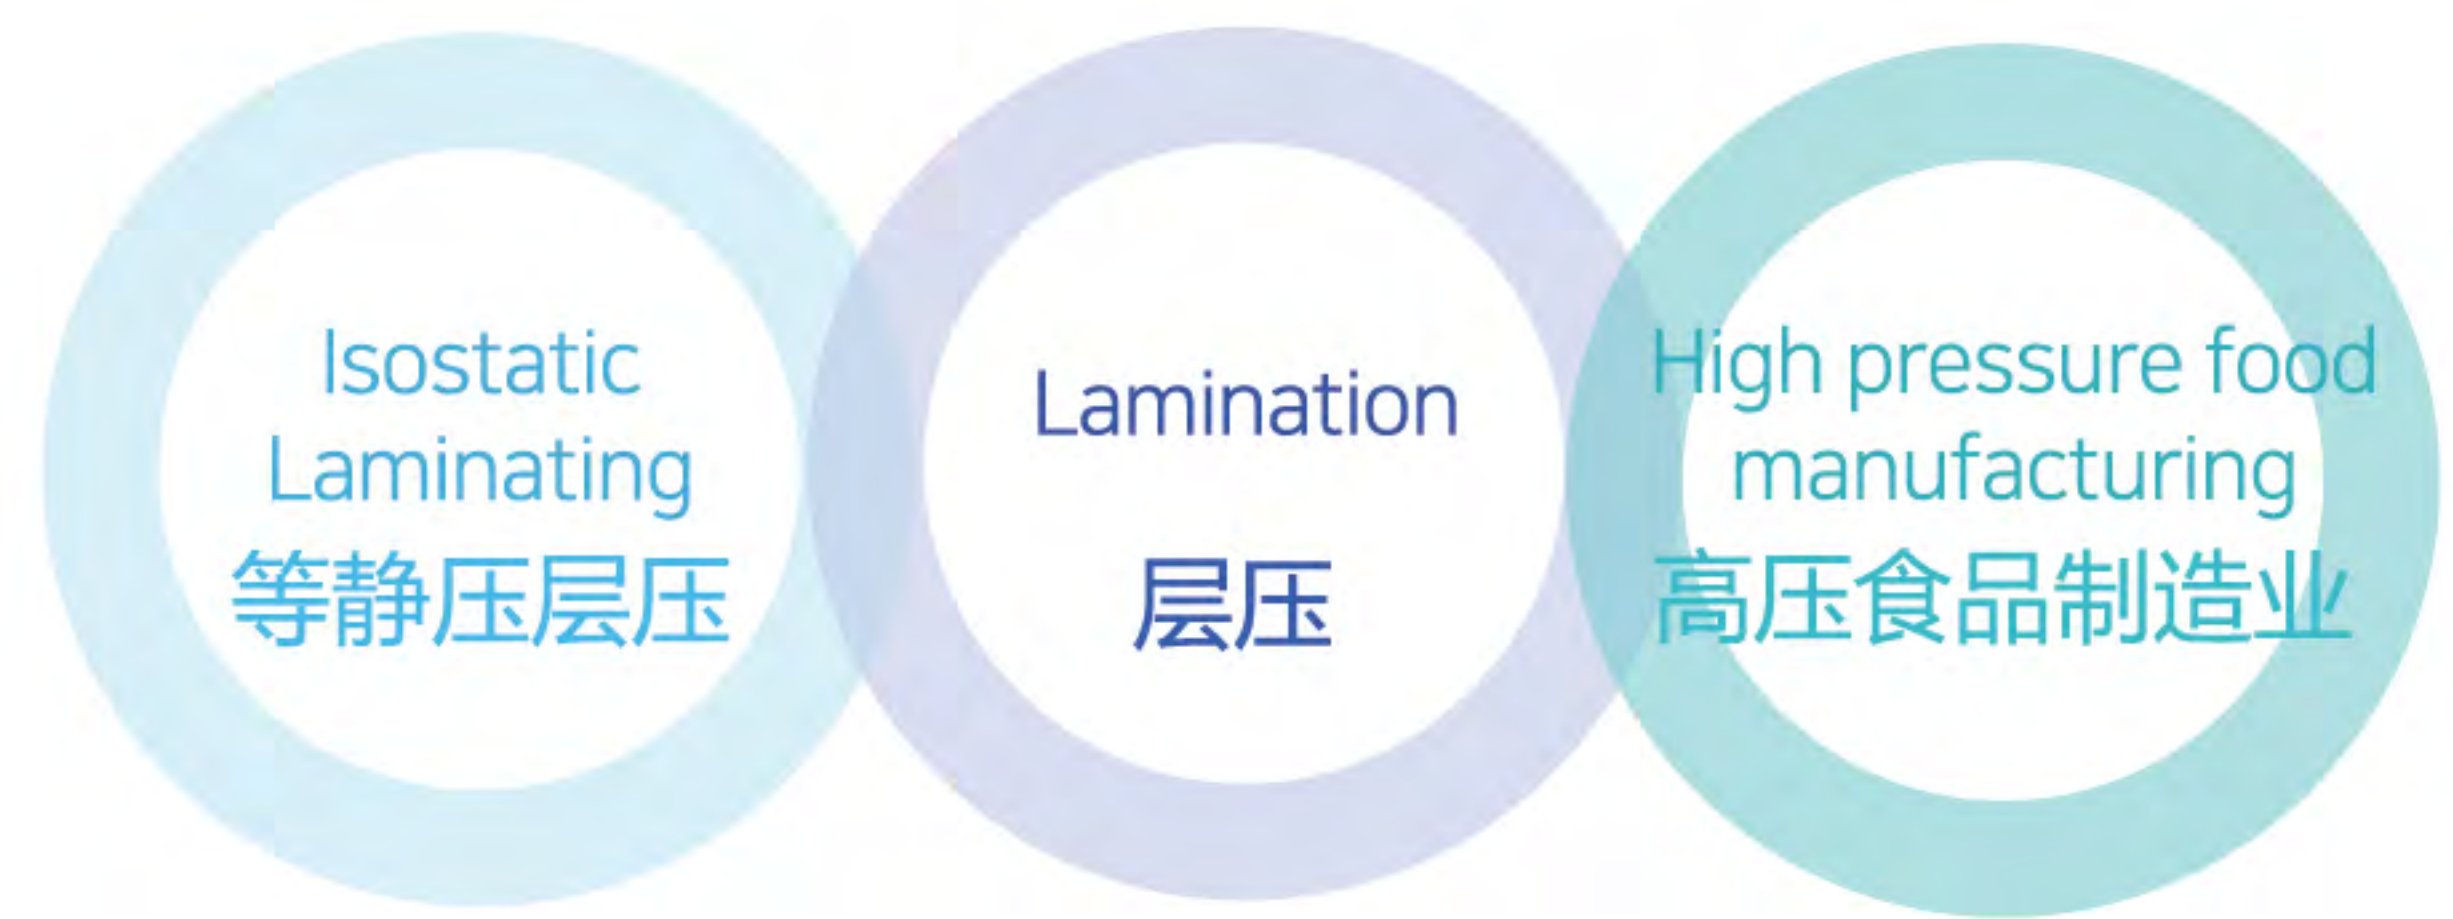 Isostatic
Laminating
等静压层压
Lamination
层压
High pressure food
manufacturing
高压食品制造业